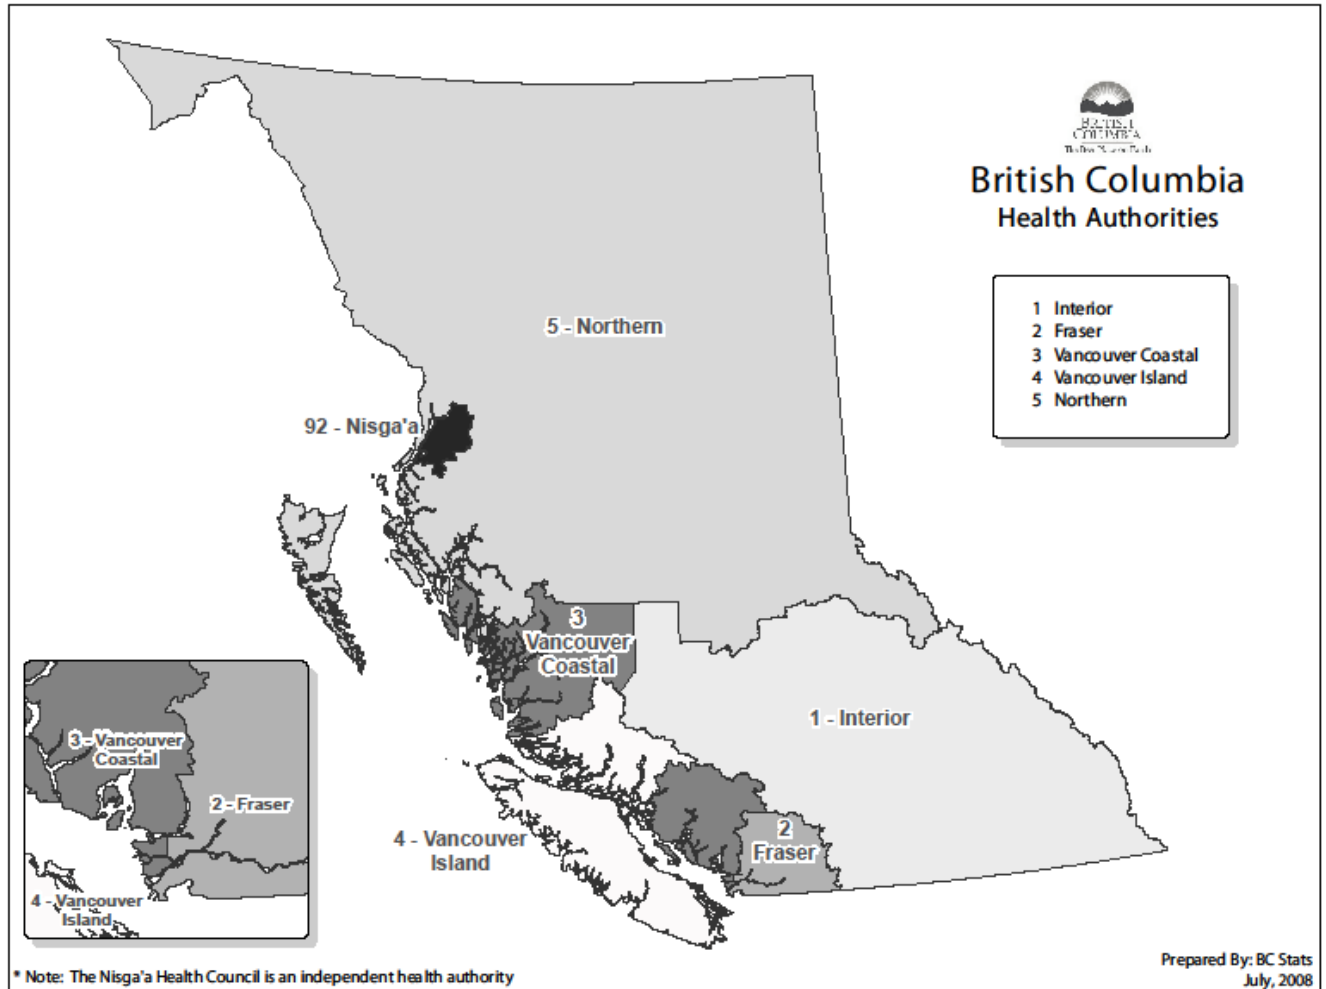 BRITISH
COLUMBIA
British Columbia
Health Authorities
1 Interior
2 Fraser
3 Vancouver Coastal
4 Vancouver Island
5 Northern
5 - Northern
92 - Nisga'a
3
Vancouver
Coastal
1 - Interior
2
Fraser
4 - Vancouver
Island
3 - Vancouver
Coastal
2 - Fraser
4 - Vancouver
Island
* Note: The Nisga'a Health Council is an independent health authority
Prepared By: BC Stats
July, 2008